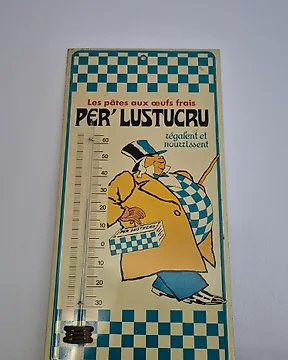 Les pâtes aux œufs frais
PER' LUSTUCRU
régalent et
nourrissent
60
50
40
30
20
10
0
10
20
30
PER LUSTUCRU